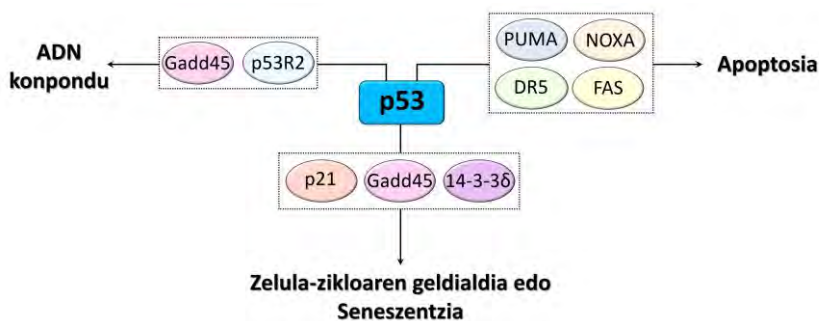 ADN
konpondu
Gadd45
p53R2
p53
PUMA
NOXA
DR5
FAS
Apoptosia
p21
Gadd45
14-3-3δ
Zelula-zikloaren geldialdia edo
Seneszentzia